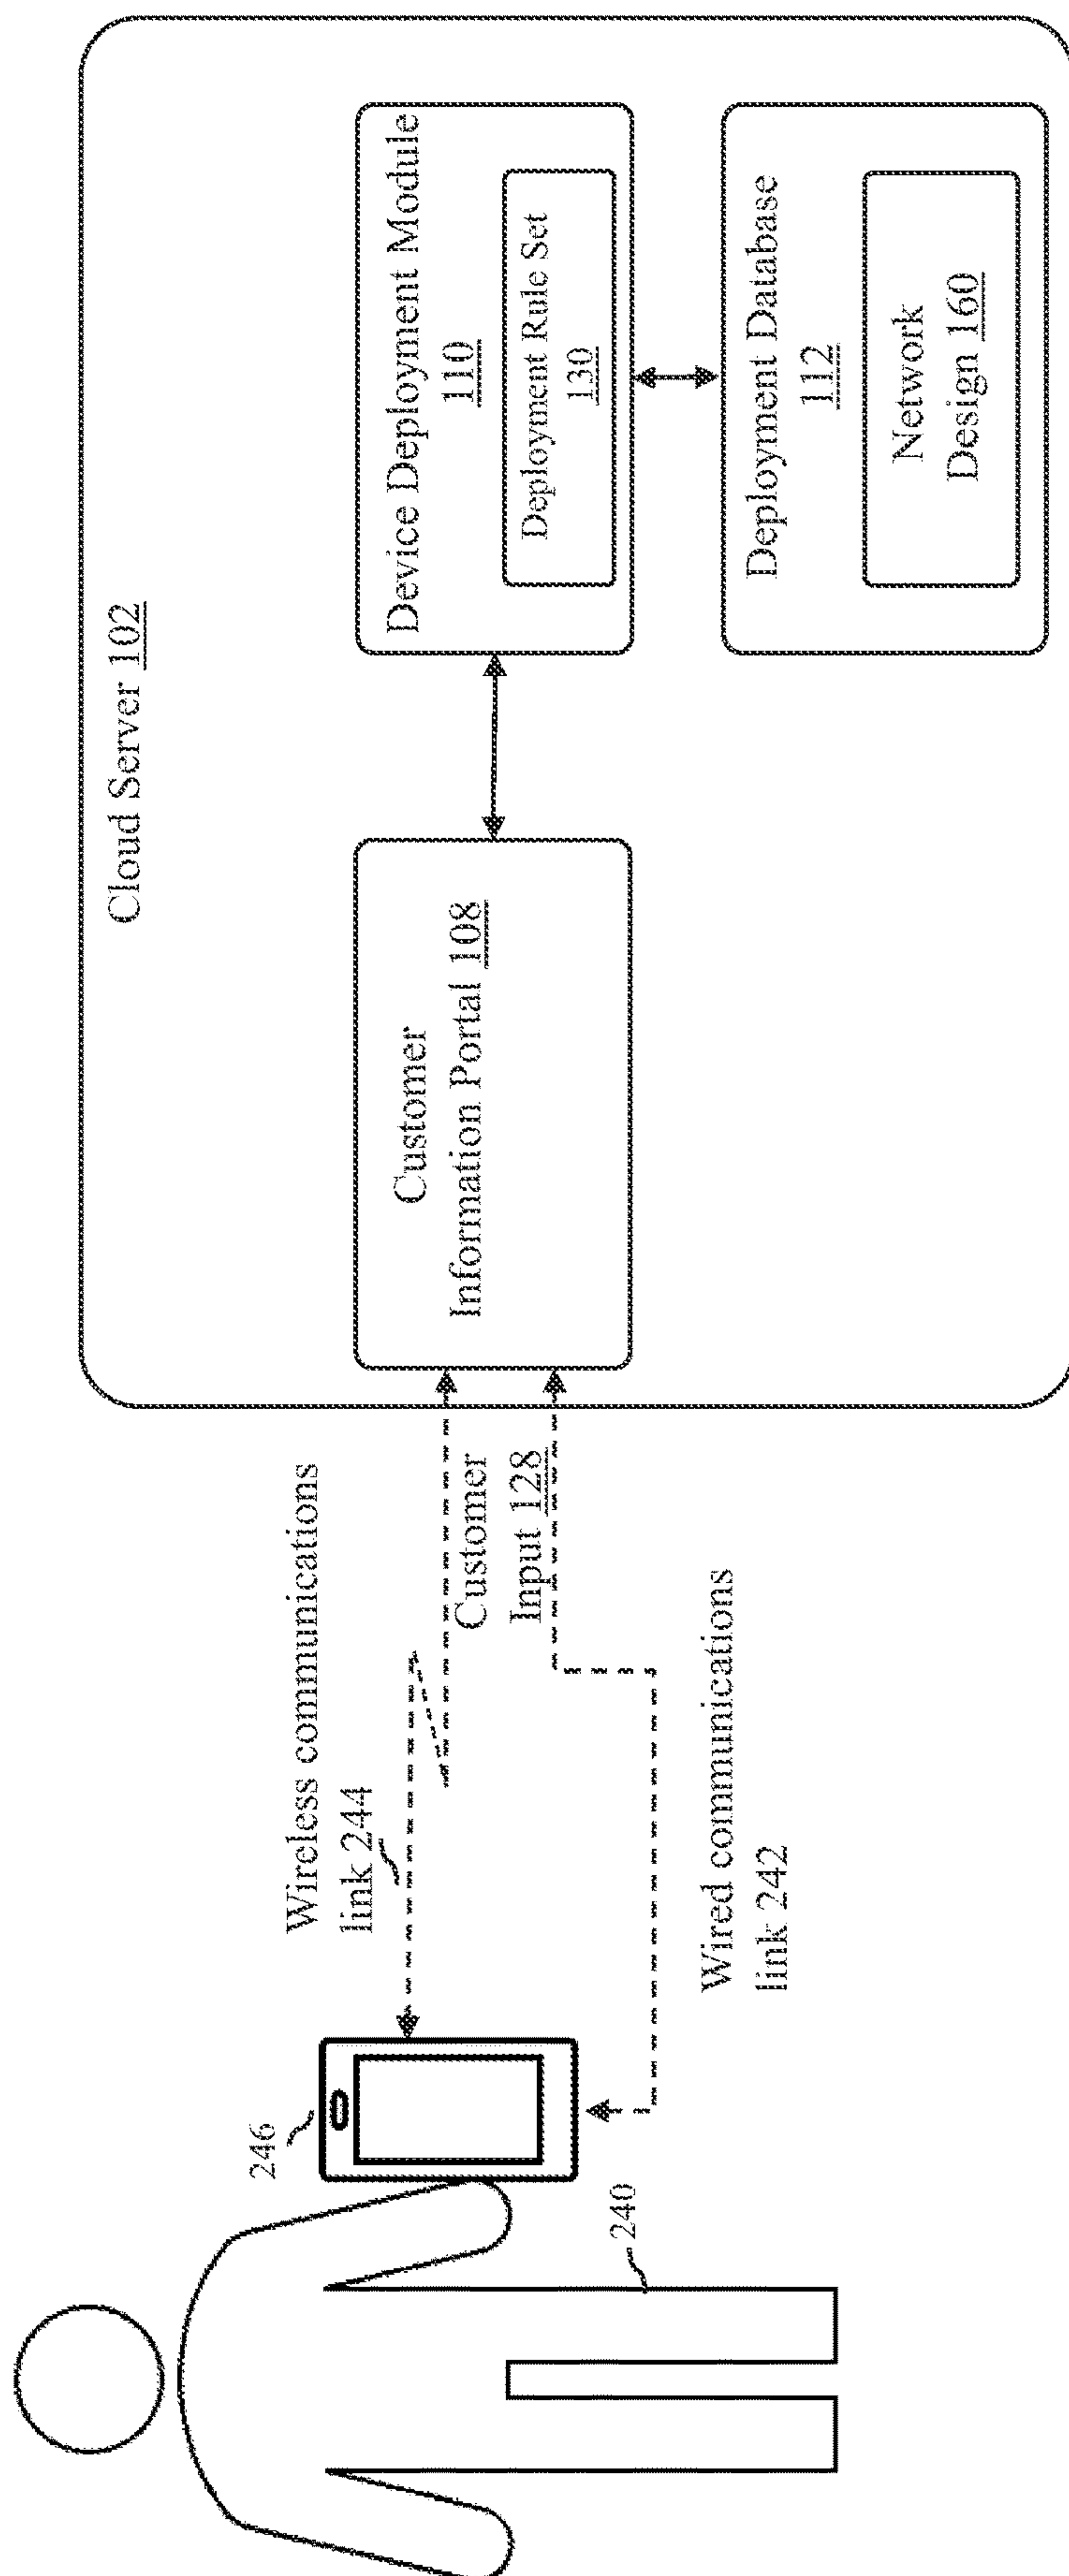 Cloud Server 102
246
Wireless communications
link 244
Customer
Input 128
Customer
Information Portal 108
Device Deployment Module
110
Deployment Rule Set
130
240
Wired communications
link 242
Deployment Database
112
Network
Design 160